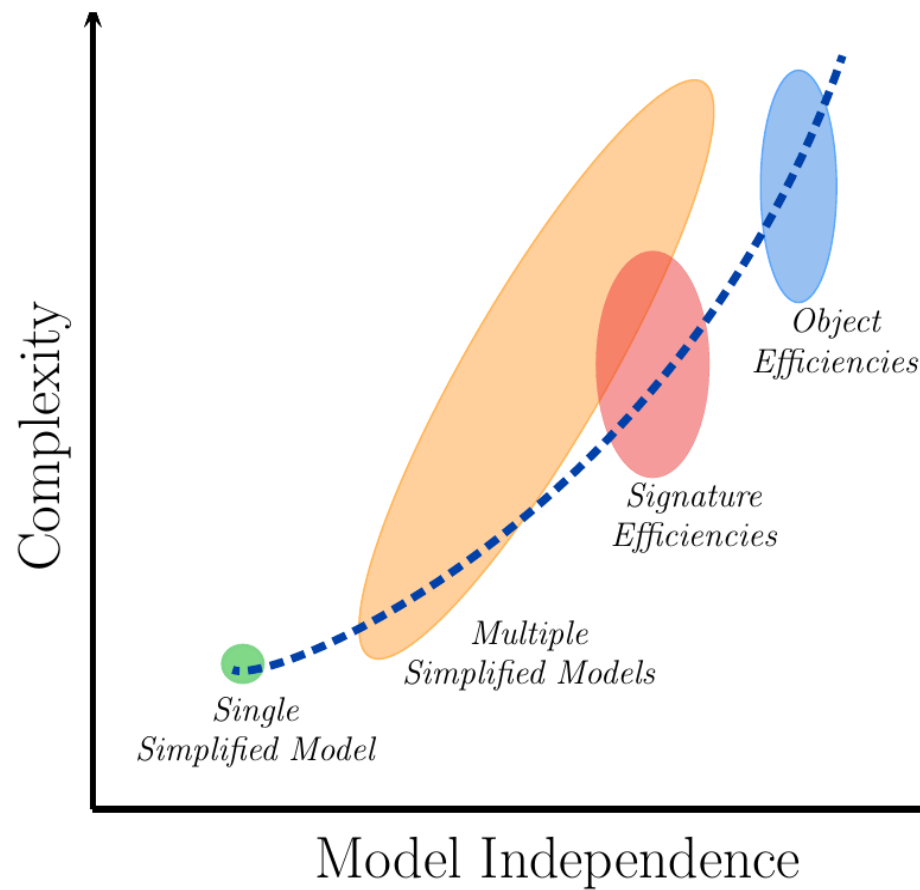 Complexity
Object
Efficiencies
Signature
Efficiencies
Multiple
Simplified Models
Single
Simplified Model
Model Independence